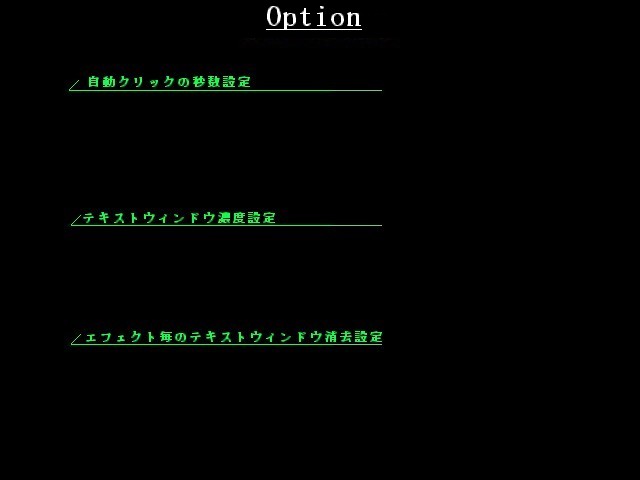 Option
自動クリックの秒数設定
テキストウィンドウ濃度設定
エフェクト毎のテキストウィンドウ消去設定